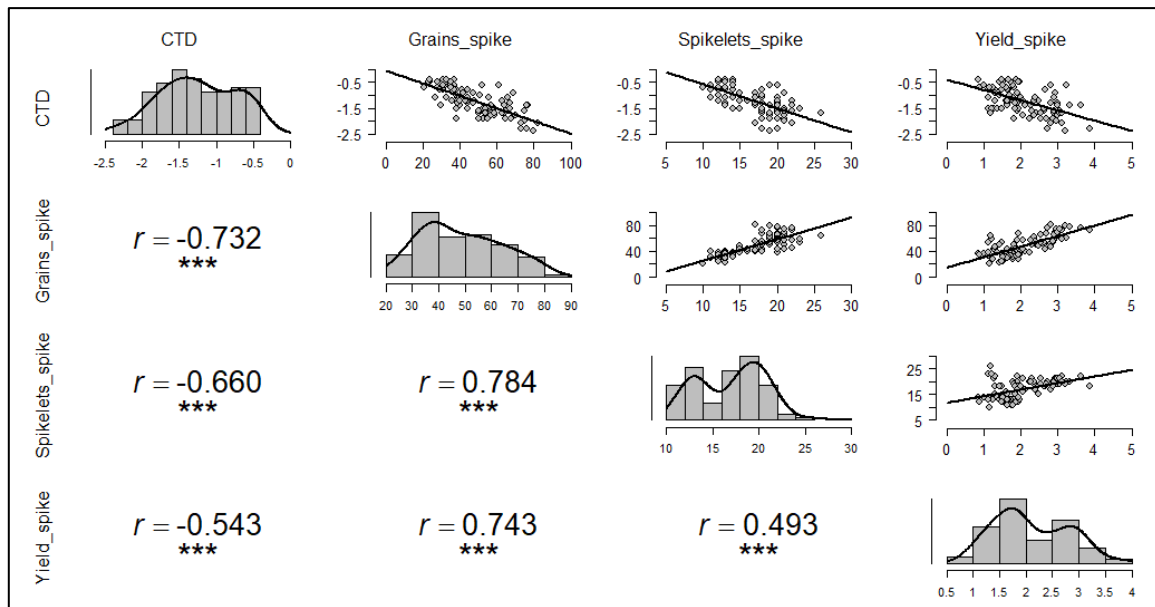 CTD Grains_spike Spikelets_spike Yield_spike
CTD
-0.5 -0.5 -0.5
-1.5 -1.5 -1.5
-2.5 -2.5 -2.5
-2.5 -2 -1.5 -1 -0.5 0 0 20 40 60 80 100 5 10 15 20 25 30 0 1 2 3 4 5
Grains_spike
r = -0.732
***
80 80
40 40
0 0
20 30 40 50 60 70 80 90 5 10 15 20 25 30 0 1 2 3 4 5
Spikelets_spike
r = -0.660 r = 0.784
*** ***
25
15
5
5 10 15 20 25 30 0 1 2 3 4 5
Yield_spike
r = -0.543 r = 0.743 r = 0.493
*** *** ***
0.5 1 1.5 2 2.5 3 3.5 4